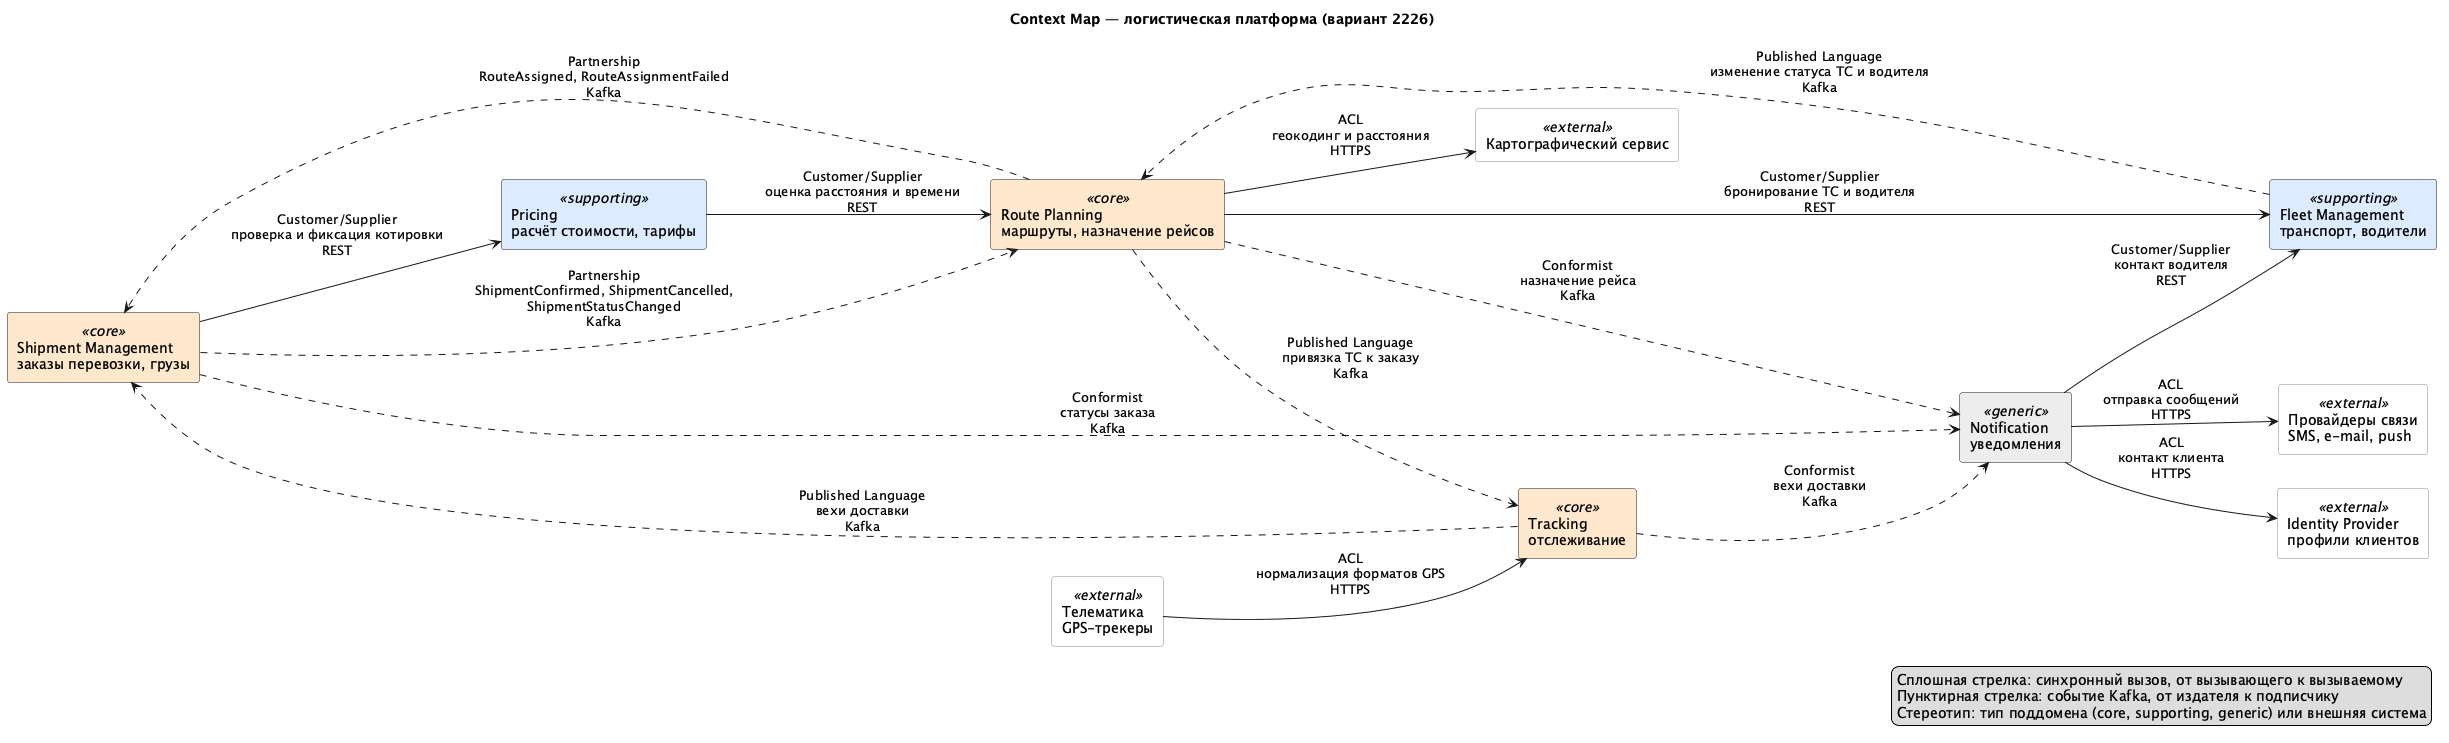 Context Map — логистическая платформа (вариант 2226)
Partnership
RouteAssigned, RouteAssignmentFailed
Kafka
Published Language
изменение статуса ТС и водителя
Kafka
ACL
геокодинг и расстояния
HTTPS
«external»
Картографический сервис
Customer/Supplier
проверка и фиксация котировки
REST
«supporting»
Pricing
расчёт стоимости, тарифы
Customer/Supplier
оценка расстояния и времени
REST
«core»
Route Planning
маршруты, назначение рейсов
Customer/Supplier
бронирование ТС и водителя
REST
«supporting»
Fleet Management
транспорт, водители
Partnership
ShipmentConfirmed, ShipmentCancelled,
ShipmentStatusChanged
Kafka
Conformist
назначение рейса
Kafka
Customer/Supplier
контакт водителя
REST
«core»
Shipment Management
заказы перевозки, грузы
Published Language
привязка ТС к заказу
Kafka
Conformist
статусы заказа
Kafka
«generic»
Notification
уведомления
ACL
отправка сообщений
HTTPS
«external»
Провайдеры связи
SMS, e-mail, push
ACL
контакт клиента
HTTPS
Published Language
вехи доставки
Kafka
«core»
Tracking
отслеживание
Conformist
вехи доставки
Kafka
«external»
Identity Provider
профили клиентов
«external»
Телематика
GPS-трекеры
ACL
нормализация форматов GPS
HTTPS
Сплошная стрелка: синхронный вызов, от вызывающего к вызываемому
Пунктирная стрелка: событие Kafka, от издателя к подписчику
Стереотип: тип поддомена (core, supporting, generic) или внешняя система